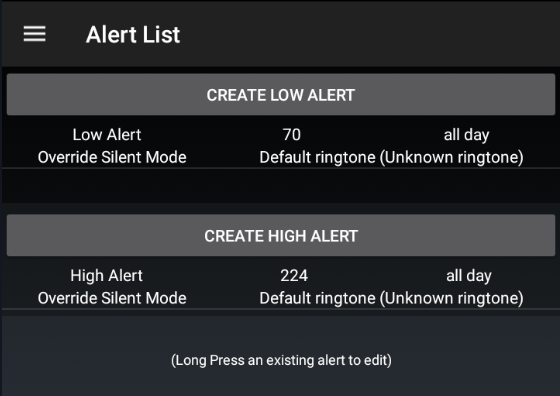 Alert List
CREATE LOW ALERT
Low Alert 70 all day
Override Silent Mode Default ringtone (Unknown ringtone)
CREATE HIGH ALERT
High Alert 224 all day
Override Silent Mode Default ringtone (Unknown ringtone)
(Long Press an existing alert to edit)